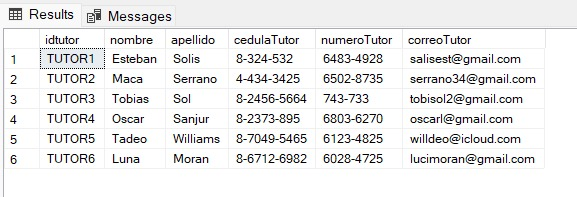 Results Messages
idtutor nombre apellido cedulaTutor numeroTutor correoTutor
1 TUTOR1 Esteban Solis 8-324-532 6483-4928 salisest@gmail.com
2 TUTOR2 Maca Serrano 4-434-3425 6502-8735 serrano34@gmail.com
3 TUTOR3 Tobias Sol 8-2456-5664 743-733 tobisol2@gmail.com
4 TUTOR4 Oscar Sanjur 8-2373-895 6803-6270 oscarl@gmail.com
5 TUTOR5 Tadeo Williams 8-7049-5465 6123-4825 willdeo@icloud.com
6 TUTOR6 Luna Moran 8-6712-6982 6028-4725 lucimoran@gmail.com